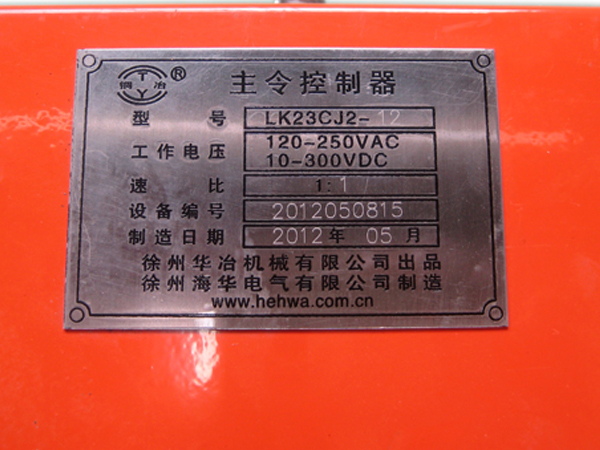 铜冶 ® 主令控制器
型 号 LK23CJ2-12
工作电压 120-250VAC
10-300VDC
速 比 1:1
设备编号 2012050815
制造日期 2012年 05月
徐州华冶机械有限公司出品
徐州海华电气有限公司制造
www.hehwa.com.cn